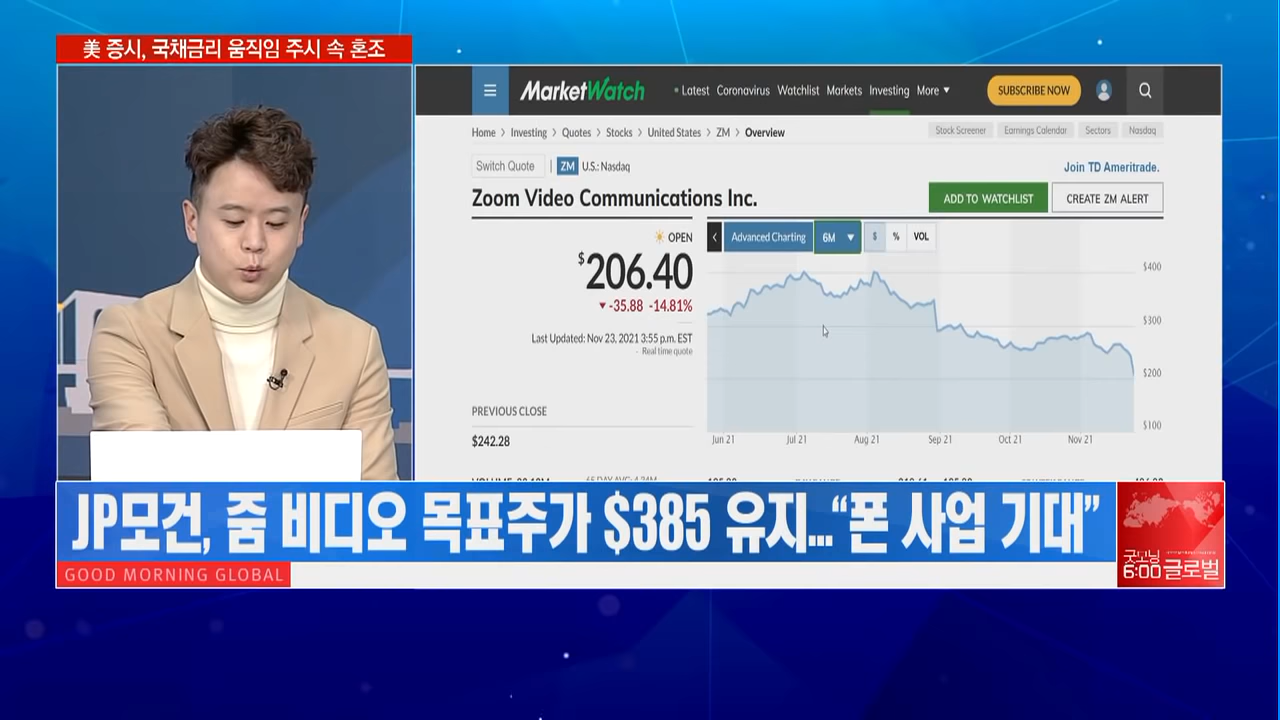 美 증시, 국채금리 움직임 주시 속 혼조
MarketWatch
Latest Coronavirus Watchlist Markets Investing More
SUBSCRIBE NOW
Home > Investing > Quotes > Stocks > United States > ZM > Overview
Stock Screener Earnings Calendar Sectors Nasdaq
Switch Quote | ZM U.S.: Nasdaq
Join TD Ameritrade.
Zoom Video Communications Inc.
ADD TO WATCHLIST CREATE ZM ALERT
OPEN
$206.40
-35.88 -14.81%
Last Updated: Nov 23, 2021 3:55 p.m. EST
- Real time quote
PREVIOUS CLOSE
$242.28
Advanced Charting 6M $ % VOL
$400
$300
$200
$100
Jun 21 Jul 21 Aug 21 Sep 21 Oct 21 Nov 21
JP모건, 줌 비디오 목표주가 $385 유지...“폰 사업 기대”
GOOD MORNING GLOBAL
굿모닝
6:00 글로벌